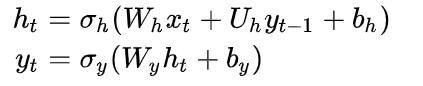 h_t = σ_h(W_h x_t + U_h y_{t−1} + b_h)
y_t = σ_y(W_y h_t + b_y)